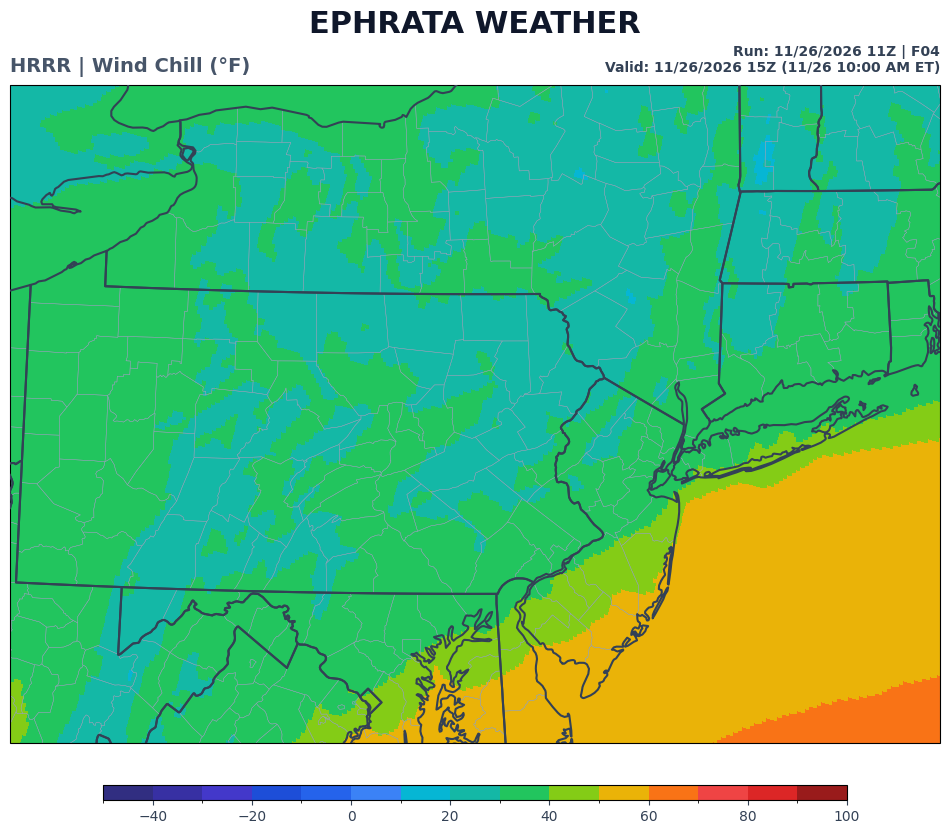 EPHRATA WEATHER
HRRR | Wind Chill (°F)
Run: 11/26/2026 11Z | F04
Valid: 11/26/2026 15Z (11/26 10:00 AM ET)
−40 −20 0 20 40 60 80 100